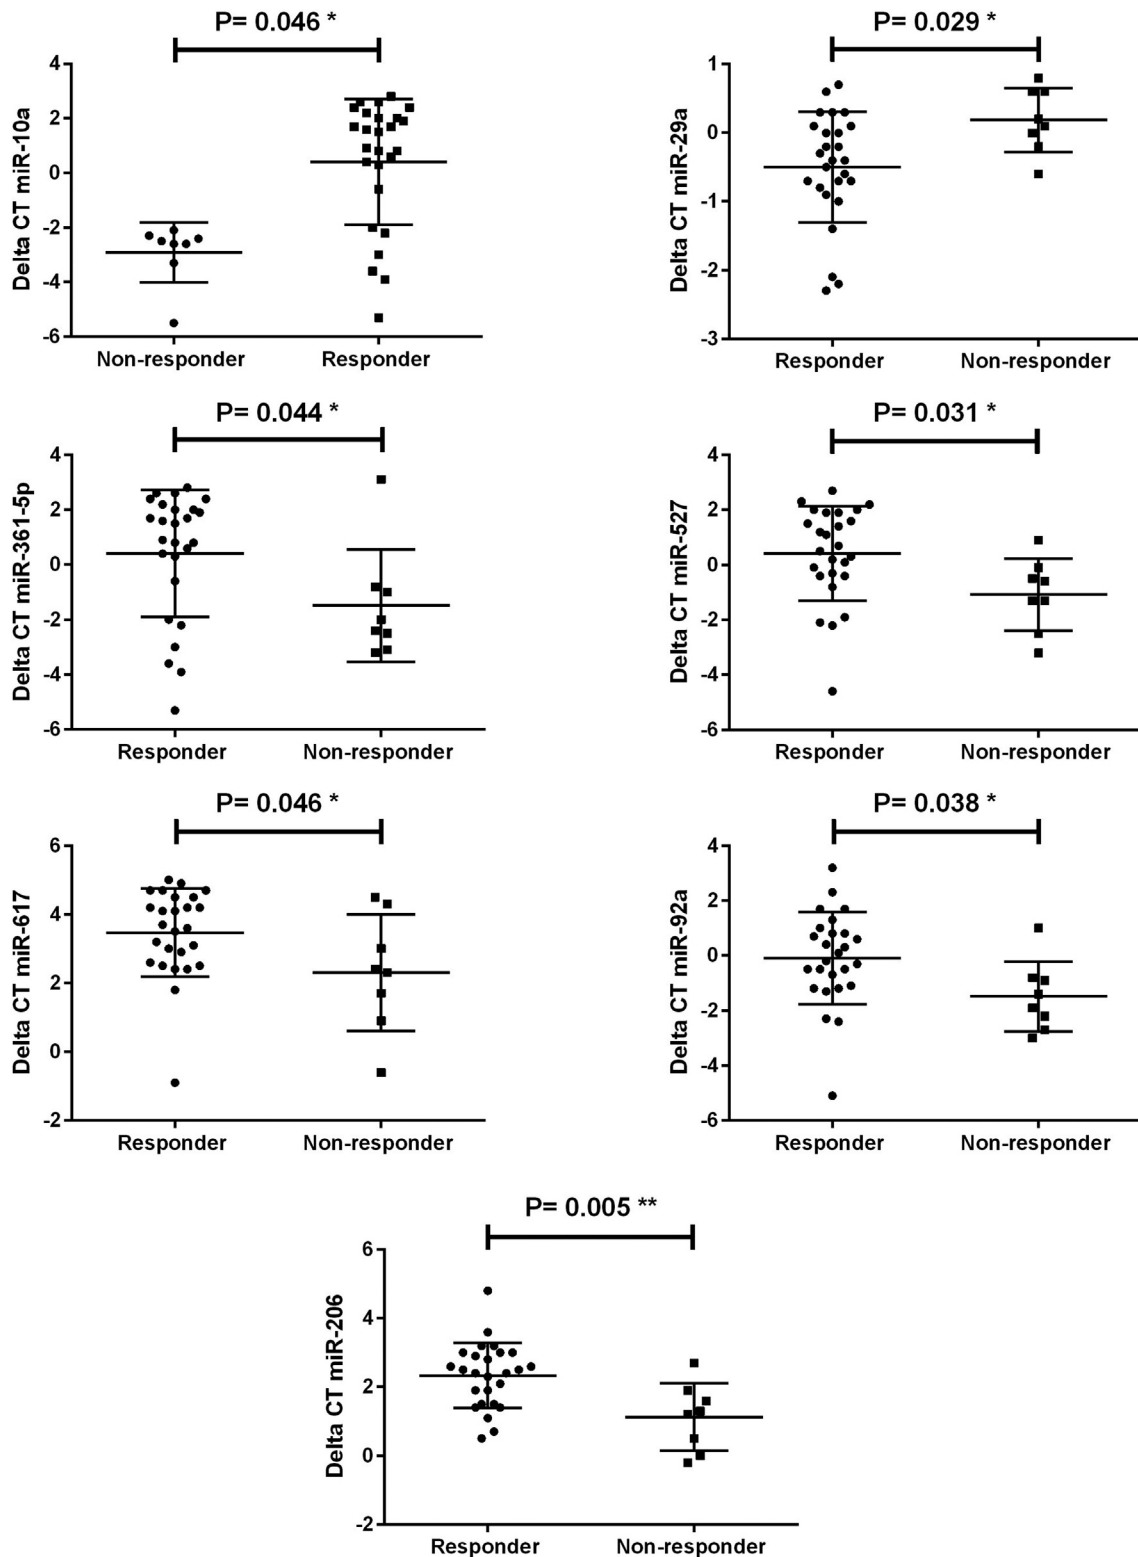 P= 0.046 *
Delta CT miR-10a
4
2
0
-2
-4
-6
Non-responder Responder
P= 0.029 *
Delta CT miR-29a
1
0
-1
-2
-3
Responder Non-responder
P= 0.044 *
Delta CT miR-361-5p
4
2
0
-2
-4
-6
Responder Non-responder
P= 0.031 *
Delta CT miR-527
4
2
0
-2
-4
-6
Responder Non-responder
P= 0.046 *
Delta CT miR-617
6
4
2
0
-2
Responder Non-responder
P= 0.038 *
Delta CT miR-92a
4
2
0
-2
-4
-6
Responder Non-responder
P= 0.005 **
Delta CT miR-206
6
4
2
0
-2
Responder Non-responder